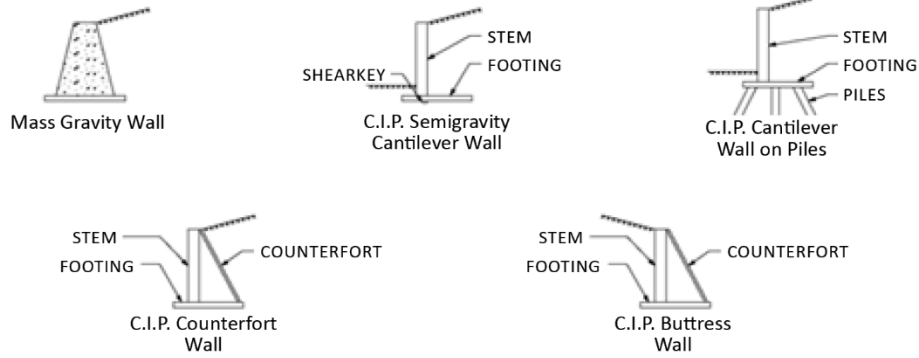 Mass Gravity Wall
STEM
FOOTING
SHEARKEY
C.I.P. Semigravity
Cantilever Wall
STEM
FOOTING
PILES
C.I.P. Cantilever
Wall on Piles
STEM
FOOTING
COUNTERFORT
C.I.P. Counterfort
Wall
STEM
FOOTING
COUNTERFORT
C.I.P. Buttress
Wall